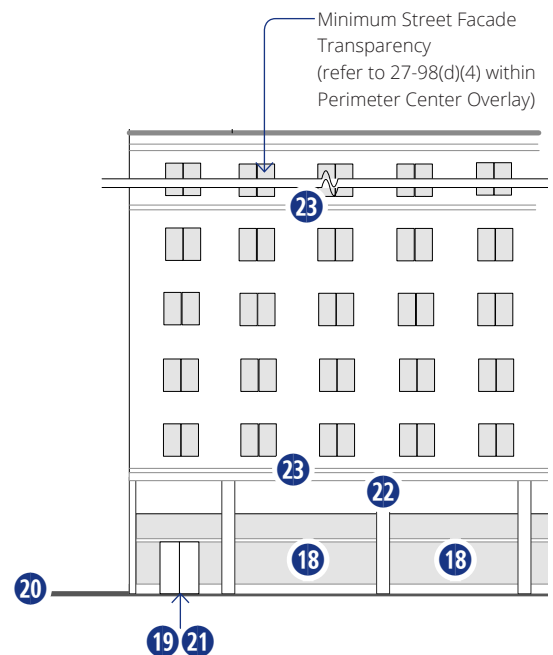 Minimum Street Facade
Transparency
(refer to 27-98(d)(4) within
Perimeter Center Overlay)
23
23
22
18 18
20
19 21